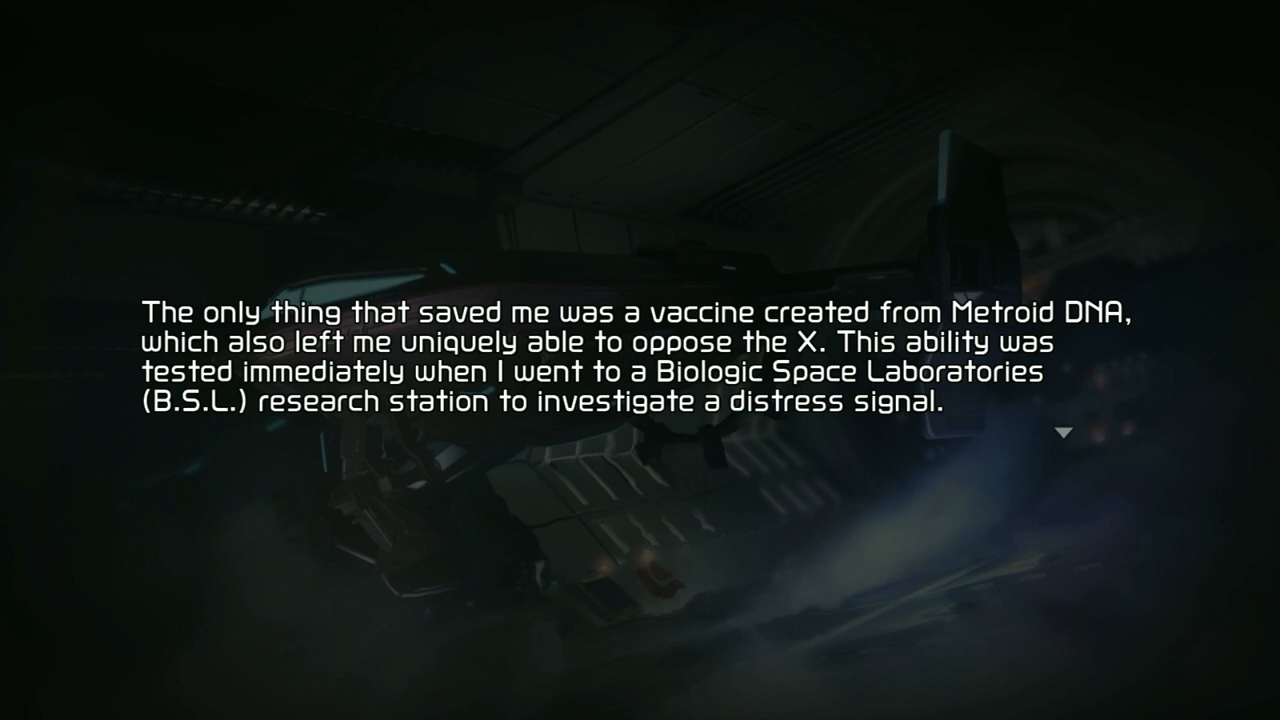 The only thing that saved me was a vaccine created from Metroid DNA,
which also left me uniquely able to oppose the X. This ability was
tested immediately when I went to a Biologic Space Laboratories
(B.S.L.) research station to investigate a distress signal.